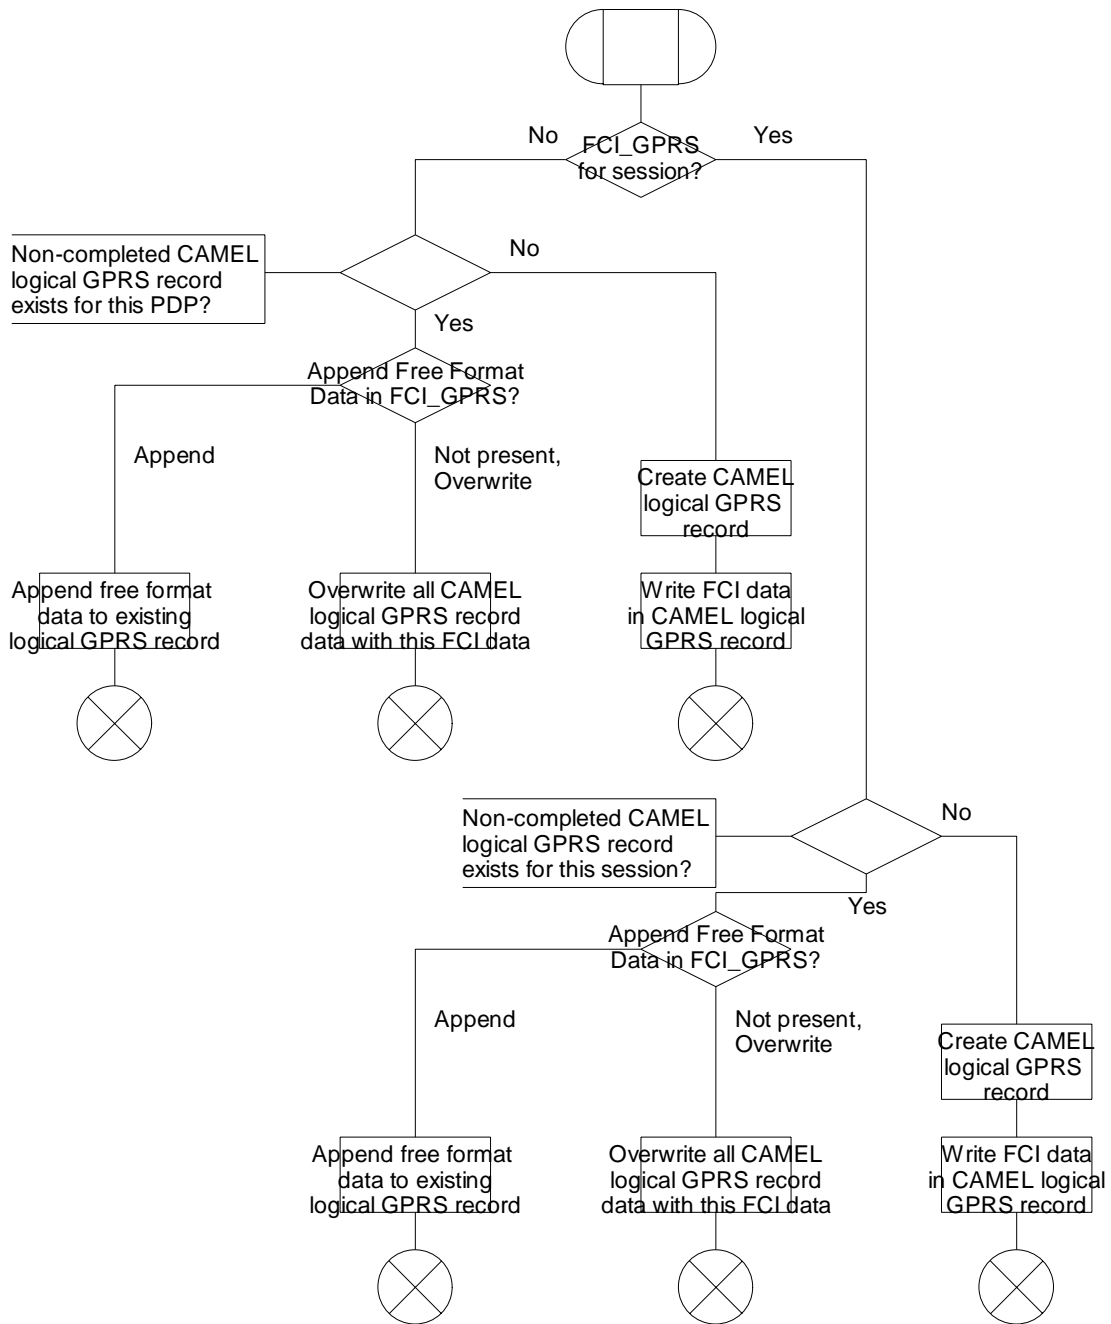 No
Yes
FCI_GPRS
for session?
Non-completed CAMEL
logical GPRS record
exists for this PDP?
No
Yes
Append Free Format
Data in FCI_GPRS?
Append
Not present,
Overwrite
Create CAMEL
logical GPRS
record
Append free format
data to existing
logical GPRS record
Overwrite all CAMEL
logical GPRS record
data with this FCI data
Write FCI data
in CAMEL logical
GPRS record
Non-completed CAMEL
logical GPRS record
exists for this session?
No
Yes
Append Free Format
Data in FCI_GPRS?
Append
Not present,
Overwrite
Create CAMEL
logical GPRS
record
Append free format
data to existing
logical GPRS record
Overwrite all CAMEL
logical GPRS record
data with this FCI data
Write FCI data
in CAMEL logical
GPRS record